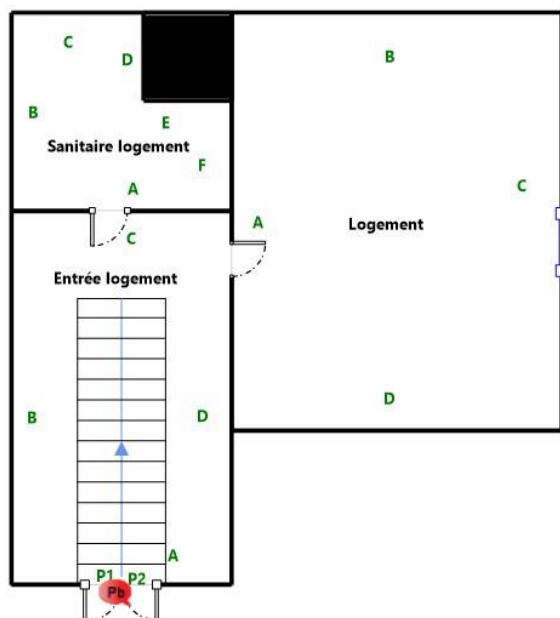 C
D
B
B
E
Sanitaire logement
F
A
C
A
Logement
C
Entrée logement
D
B
D
A
P1
P2
Pb